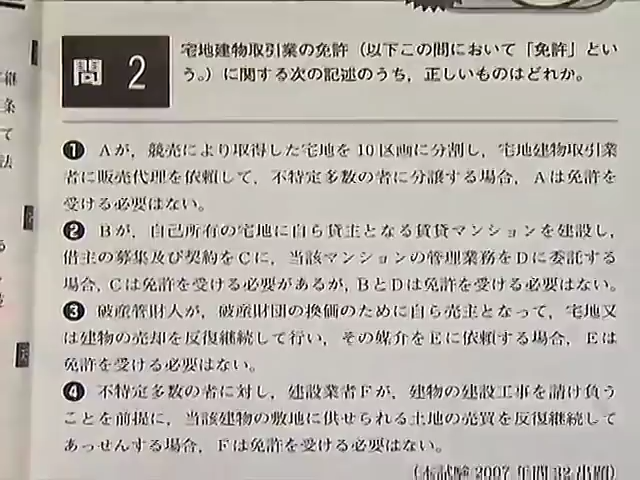 問 2
宅地建物取引業の免許（以下この問において「免許」とい
う。）に関する次の記述のうち，正しいものはどれか。
❶ Aが，競売により取得した宅地を10区画に分割し，宅地建物取引業
者に販売代理を依頼して，不特定多数の者に分譲する場合，Aは免許を
受ける必要はない。
❷ Bが，自己所有の宅地に自ら貸主となる賃貸マンションを建設し，
借主の募集及び契約をCに，当該マンションの管理業務をDに委託する
場合，Cは免許を受ける必要があるが，BとDは免許を受ける必要はない。
❸ 破産管財人が，破産財団の換価のために自ら売主となって，宅地又
は建物の売却を反復継続して行い，その媒介をEに依頼する場合，Eは
免許を受ける必要はない。
❹ 不特定多数の者に対し，建設業者Fが，建物の建設工事を請け負う
ことを前提に，当該建物の敷地に供せられる土地の売買を反復継続して
あっせんする場合，Fは免許を受ける必要はない。
（本試験2007年問32出題）